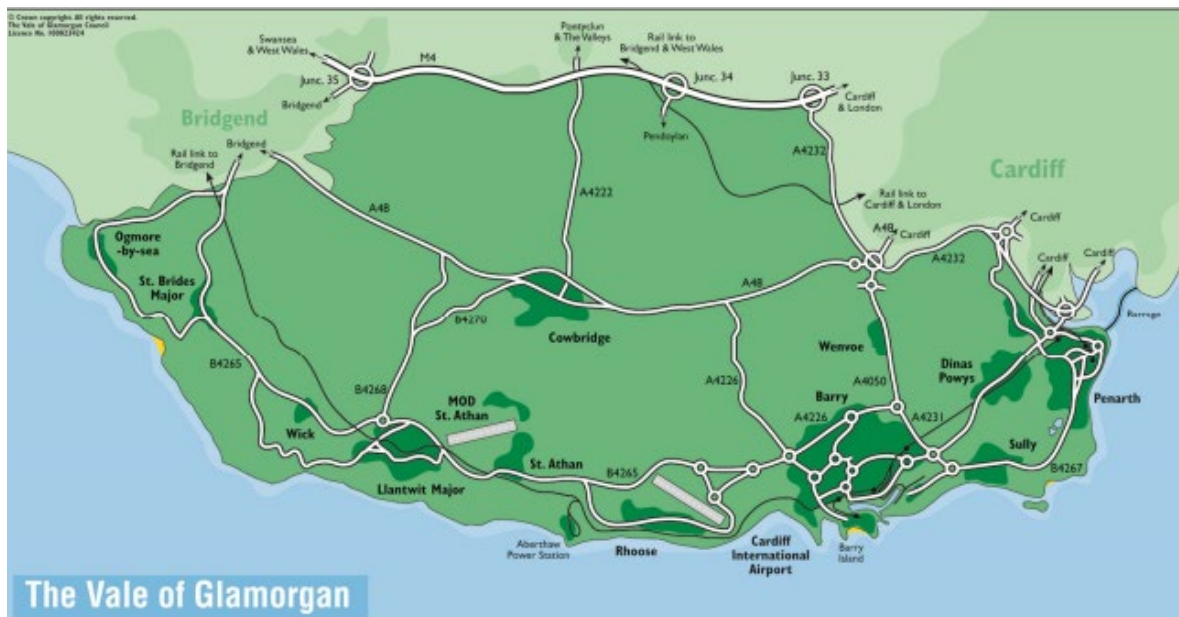 © Crown copyright. All rights reserved.
The Vale of Glamorgan Council
Licence No. 100023424
Swansea
& West Wales
Junc. 35
Bridgend
M4
Pontyclun
& The Valleys
Rail link to
Bridgend & West Wales
Junc. 34
Pendoylan
Junc. 33
Cardiff
& London
A4232
Bridgend
Rail link to
Bridgend
Bridgend
A48
A4222
Rail link to
Cardiff & London
Cardiff
A48
Cardiff
A4232
Cardiff
Cardiff
Cardiff
Barrage
Ogmore
-by-sea
St. Brides
Major
B4265
B4270
Cowbridge
A48
Wenvoe
Dinas
Powys
Penarth
B4268
A4226
A4050
MOD
St. Athan
Wick
Barry
A4226
A4231
Sully
St. Athan
B4265
B4267
Llantwit Major
Aberthaw
Power Station
Rhoose
Cardiff
International
Airport
Barry
Island
The Vale of Glamorgan